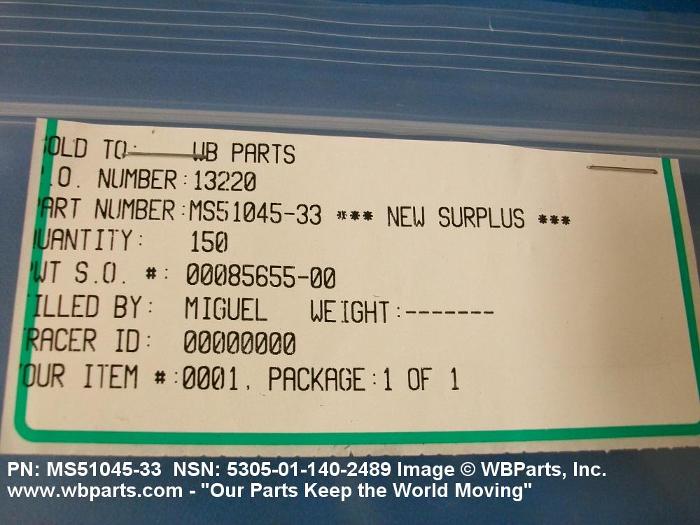 OLD TO: WB PARTS
.O. NUMBER:13220
ART NUMBER:MS51045-33 *** NEW SURPLUS ***
UANTITY: 150
WT S.O. #: 00085655-00
ILLED BY: MIGUEL WEIGHT:-------
RACER ID: 00000000
OUR ITEM #:0001. PACKAGE:1 OF 1
PN: MS51045-33 NSN: 5305-01-140-2489 Image © WBParts, Inc.
www.wbparts.com - "Our Parts Keep the World Moving"